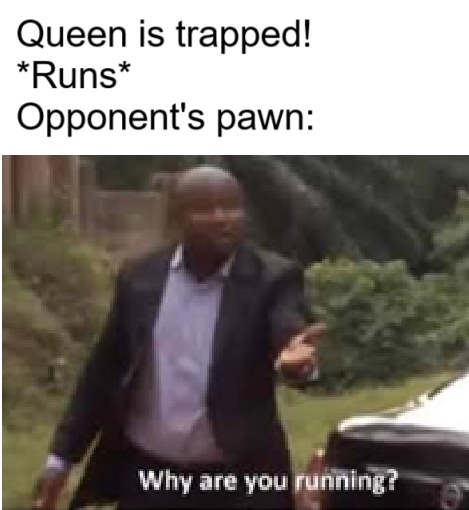 Queen is trapped!
*Runs*
Opponent's pawn:
Why are you running?